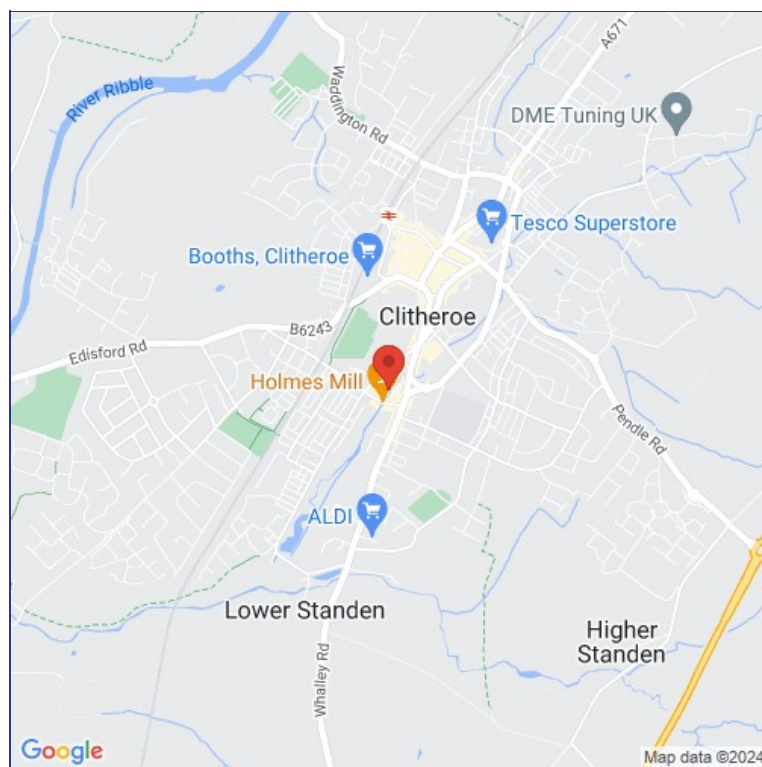 A671
River Ribble
Waddington Rd
DME Tuning UK
Tesco Superstore
Booths, Clitheroe
Clitheroe
B6243
Edisford Rd
Holmes Mill
Pendle Rd
ALDI
Lower Standen
Higher
Standen
Whalley Rd
Google
Map data ©2024